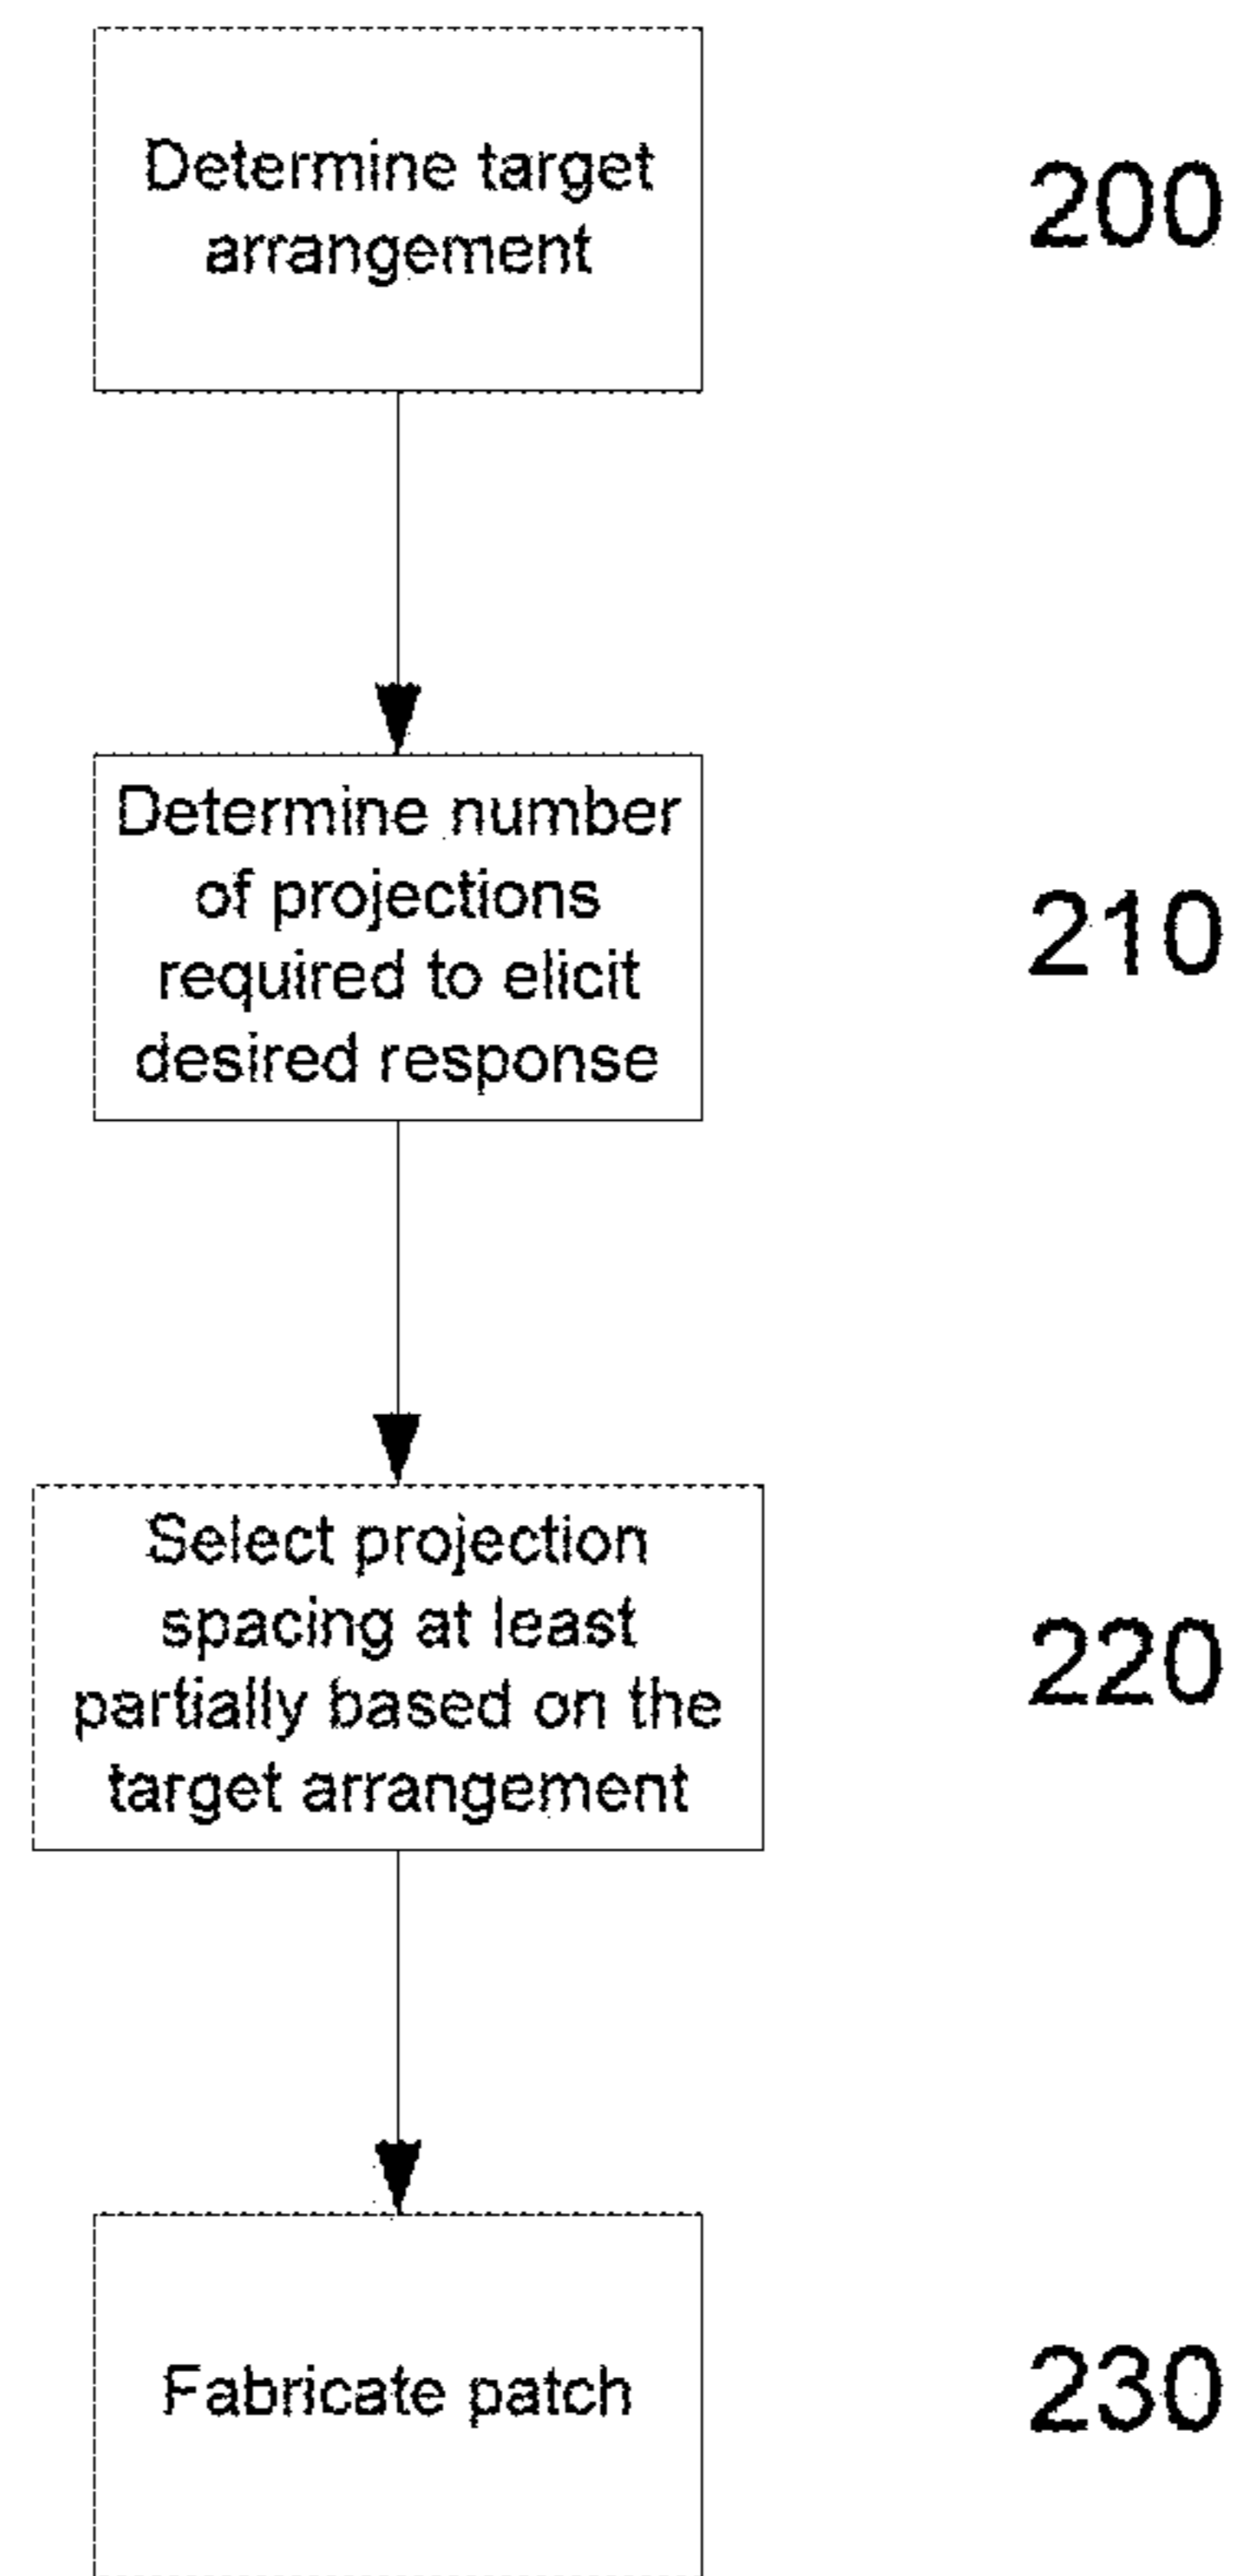 Determine target
arrangement
200
Determine number
of projections
required to elicit
desired response
210
Select projection
spacing at least
partially based on the
target arrangement
220
Fabricate patch
230